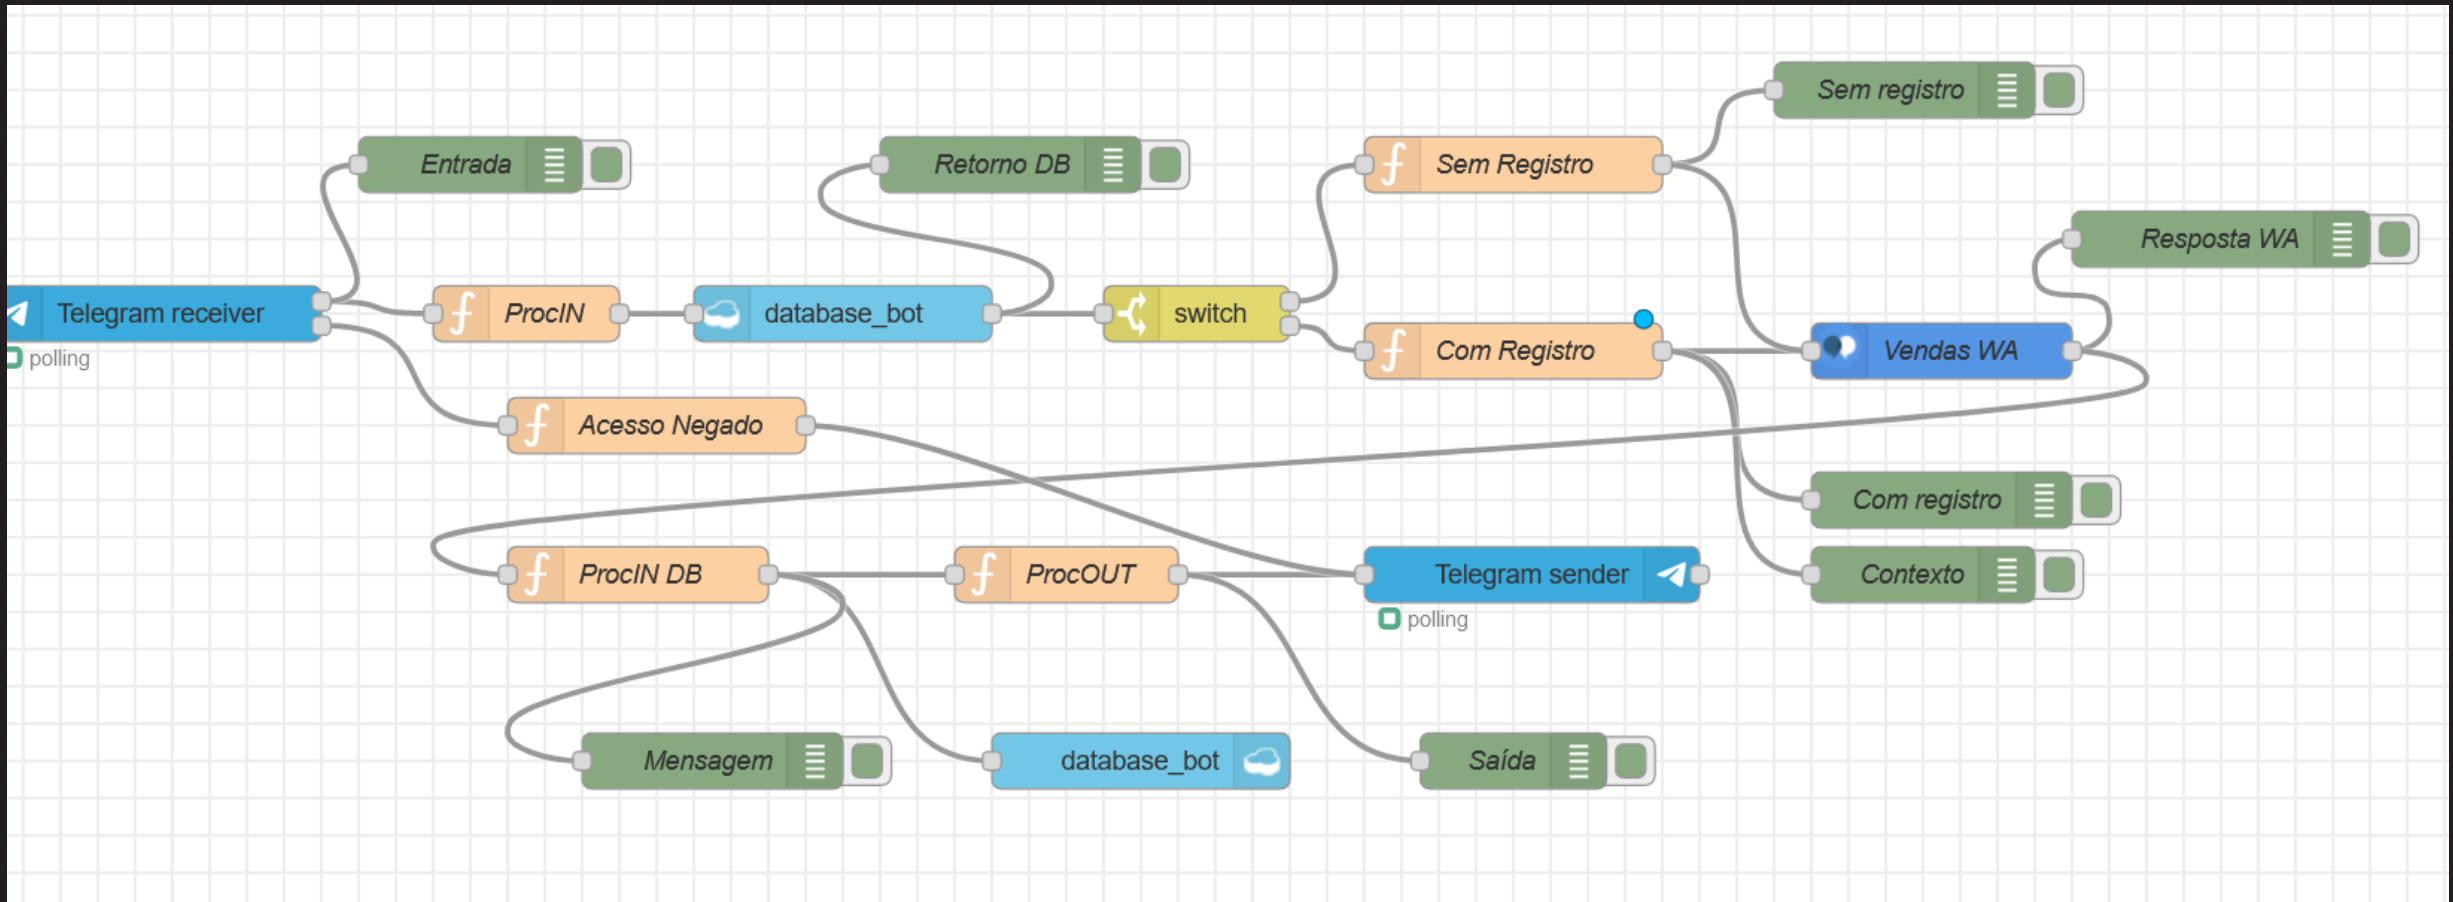 Sem registro
Entrada
Retorno DB
Sem Registro
Resposta WA
Telegram receiver
ProcIN
database_bot
switch
polling
Com Registro
Vendas WA
Acesso Negado
Com registro
ProcIN DB
ProcOUT
Telegram sender
Contexto
polling
Mensagem
database_bot
Saída